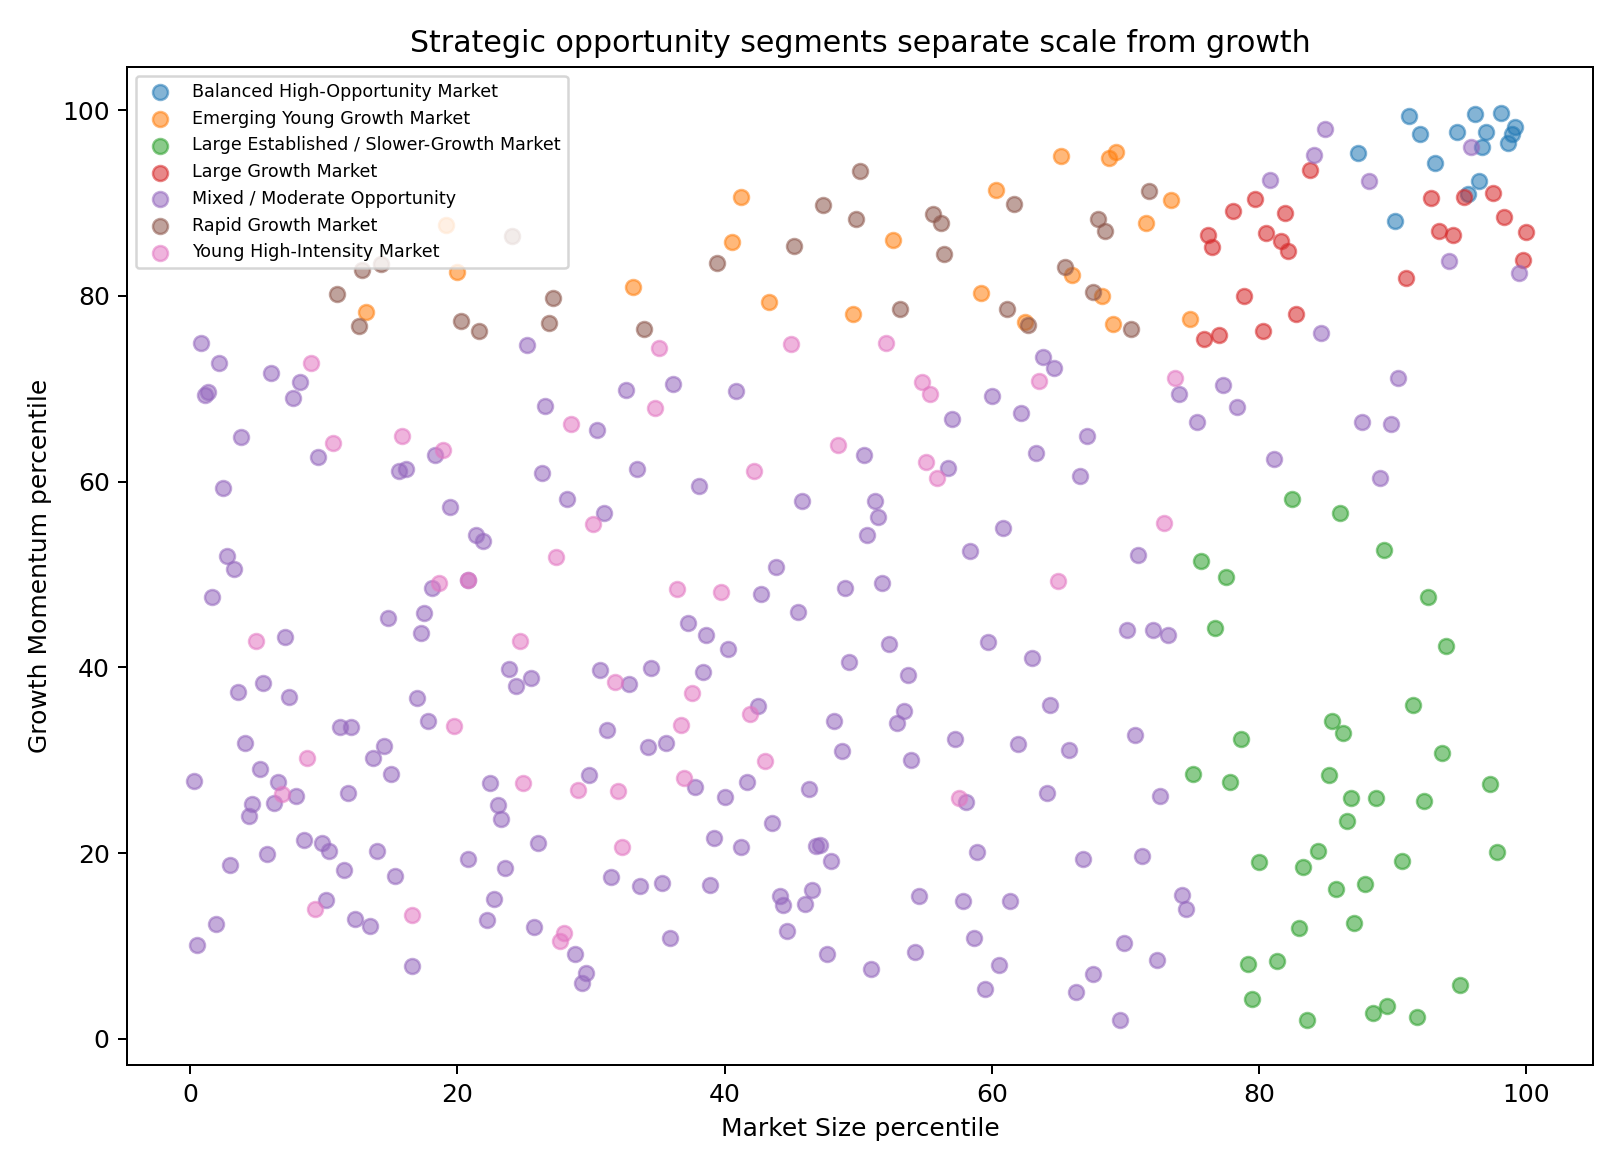 Strategic opportunity segments separate scale from growth
Balanced High-Opportunity Market
Emerging Young Growth Market
Large Established / Slower-Growth Market
Large Growth Market
Mixed / Moderate Opportunity
Rapid Growth Market
Young High-Intensity Market
Growth Momentum percentile
100
80
60
40
20
0
0 20 40 60 80 100
Market Size percentile